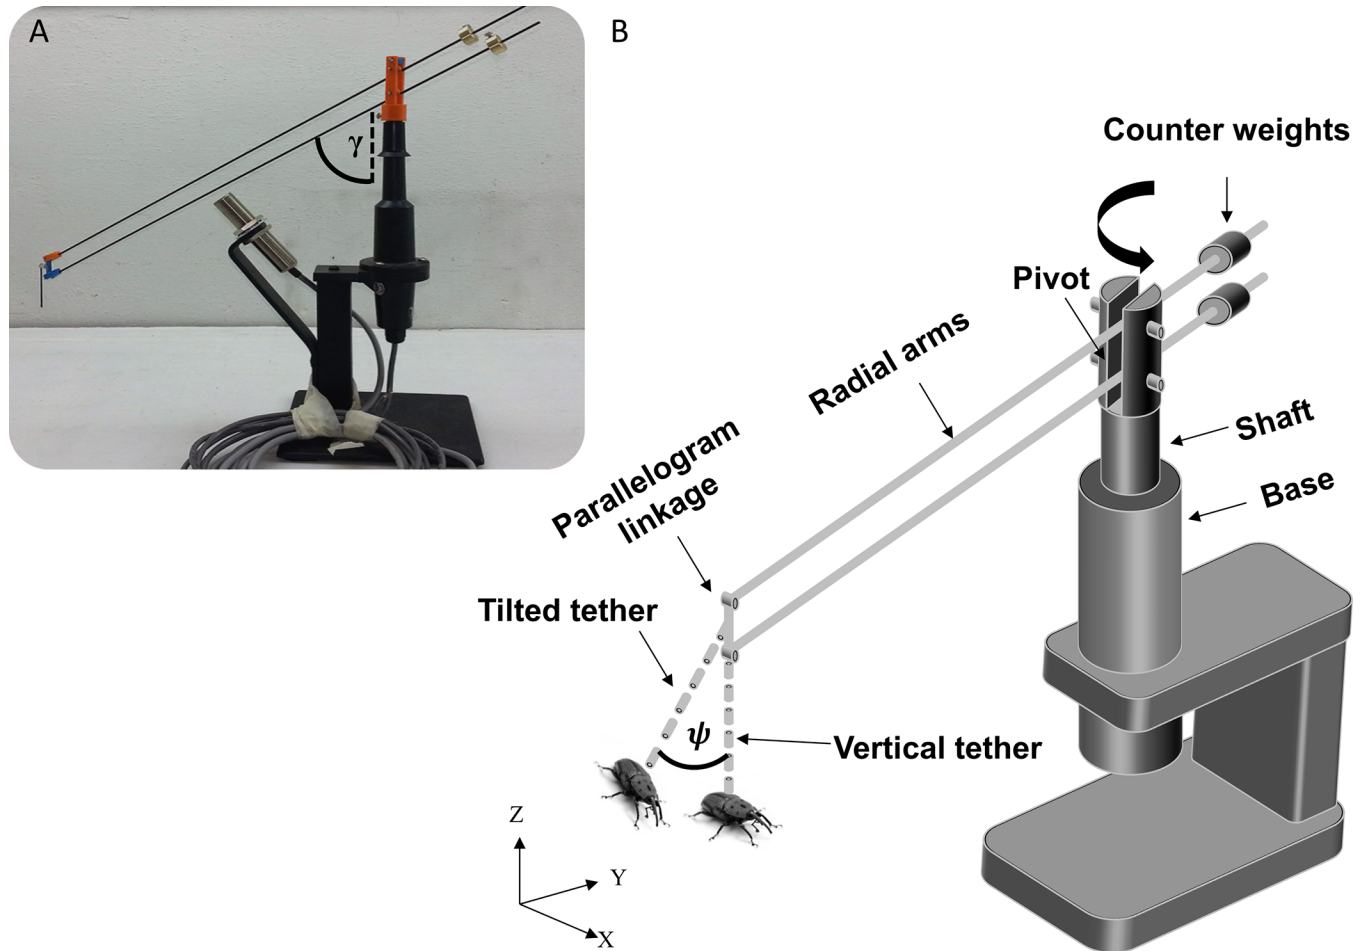 A
B
γ
Counter weights
Pivot
Radial arms
Shaft
Base
Parallelogram
linkage
Tilted tether
ψ
Vertical tether
Z
Y
X